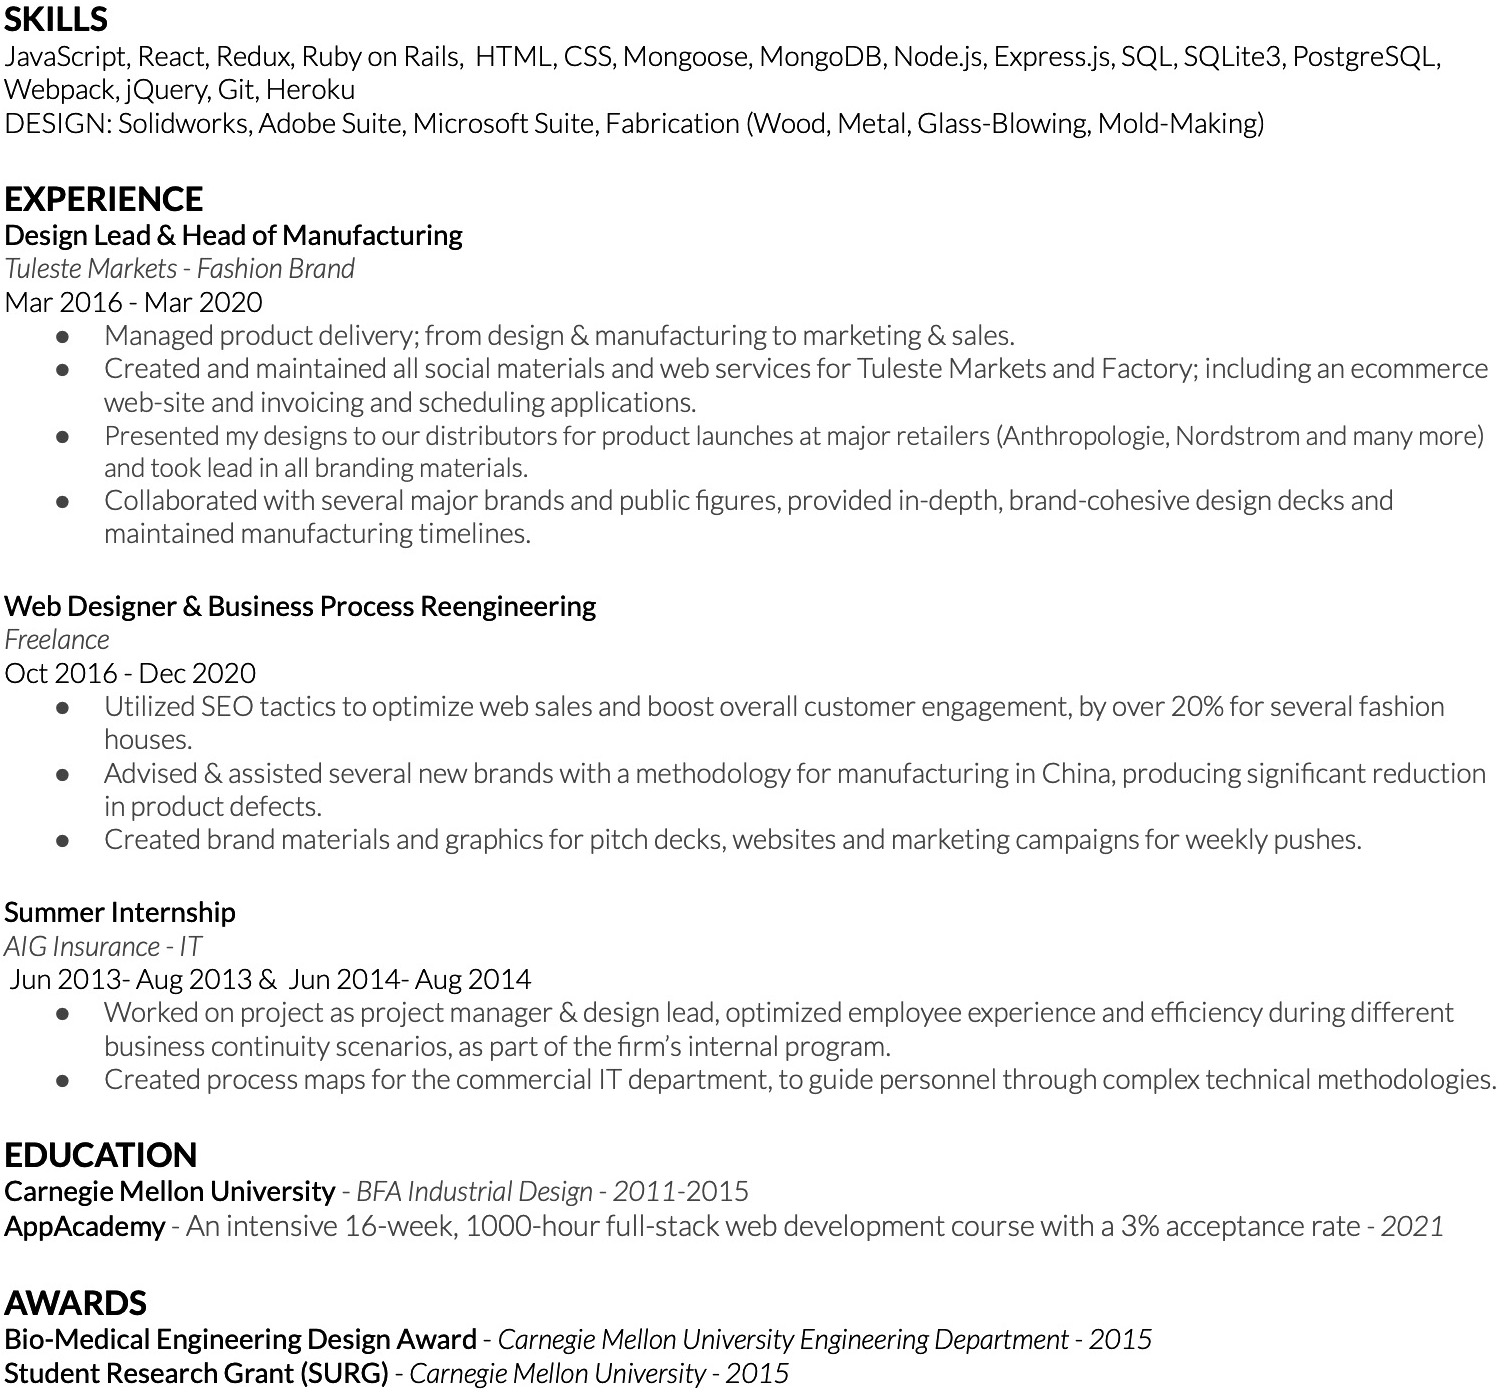 SKILLS
JavaScript, React, Redux, Ruby on Rails,  HTML, CSS, Mongoose, MongoDB, Node.js, Express.js, SQL, SQLite3, PostgreSQL,
Webpack, jQuery, Git, Heroku
DESIGN: Solidworks, Adobe Suite, Microsoft Suite, Fabrication (Wood, Metal, Glass-Blowing, Mold-Making)
EXPERIENCE
Design Lead & Head of Manufacturing
Tuleste Markets - Fashion Brand
Mar 2016 - Mar 2020
● Managed product delivery; from design & manufacturing to marketing & sales.
● Created and maintained all social materials and web services for Tuleste Markets and Factory; including an ecommerce
web-site and invoicing and scheduling applications.
● Presented my designs to our distributors for product launches at major retailers (Anthropologie, Nordstrom and many more)
and took lead in all branding materials.
● Collaborated with several major brands and public figures, provided in-depth, brand-cohesive design decks and
maintained manufacturing timelines.
Web Designer & Business Process Reengineering
Freelance
Oct 2016 - Dec 2020
● Utilized SEO tactics to optimize web sales and boost overall customer engagement, by over 20% for several fashion
houses.
● Advised & assisted several new brands with a methodology for manufacturing in China, producing significant reduction
in product defects.
● Created brand materials and graphics for pitch decks, websites and marketing campaigns for weekly pushes.
Summer Internship
AIG Insurance - IT
Jun 2013- Aug 2013 &  Jun 2014- Aug 2014
● Worked on project as project manager & design lead, optimized employee experience and efficiency during different
business continuity scenarios, as part of the firm's internal program.
● Created process maps for the commercial IT department, to guide personnel through complex technical methodologies.
EDUCATION
Carnegie Mellon University - BFA Industrial Design - 2011-2015
AppAcademy - An intensive 16-week, 1000-hour full-stack web development course with a 3% acceptance rate - 2021
AWARDS
Bio-Medical Engineering Design Award - Carnegie Mellon University Engineering Department - 2015
Student Research Grant (SURG) - Carnegie Mellon University - 2015